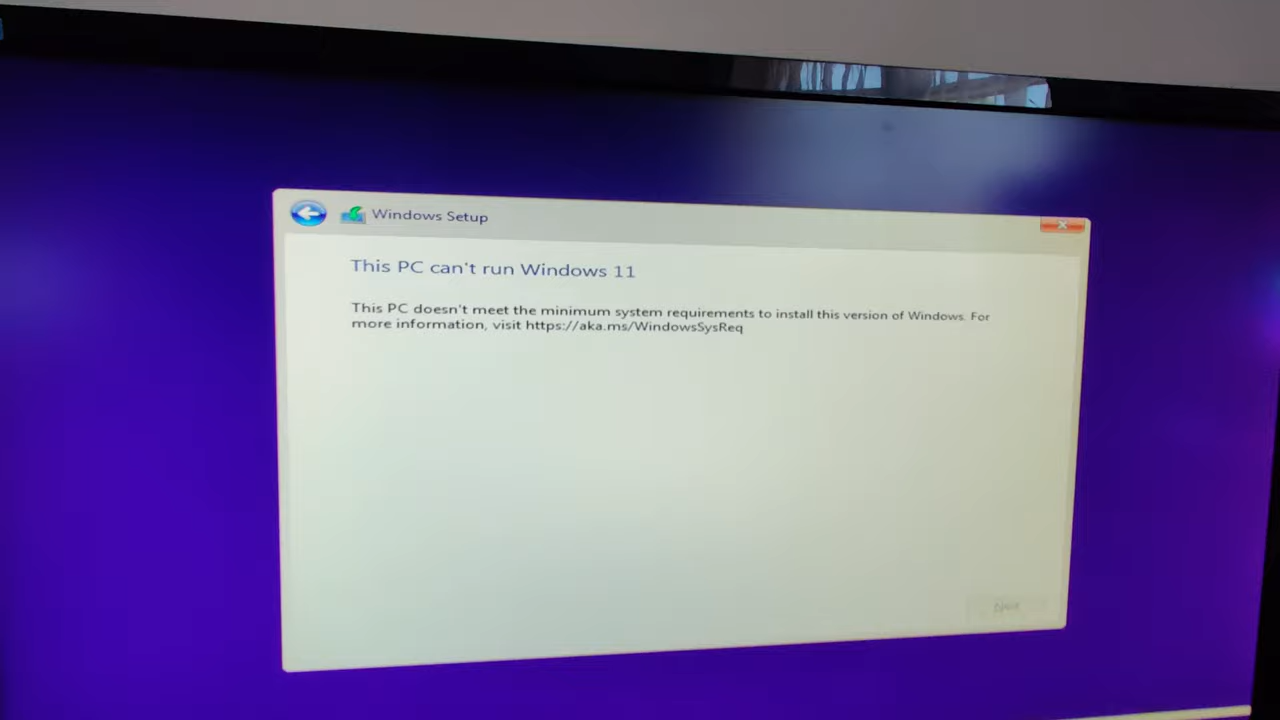 Windows Setup
This PC can't run Windows 11
This PC doesn't meet the minimum system requirements to install this version of Windows. For
more information, visit https://aka.ms/WindowsSysReq